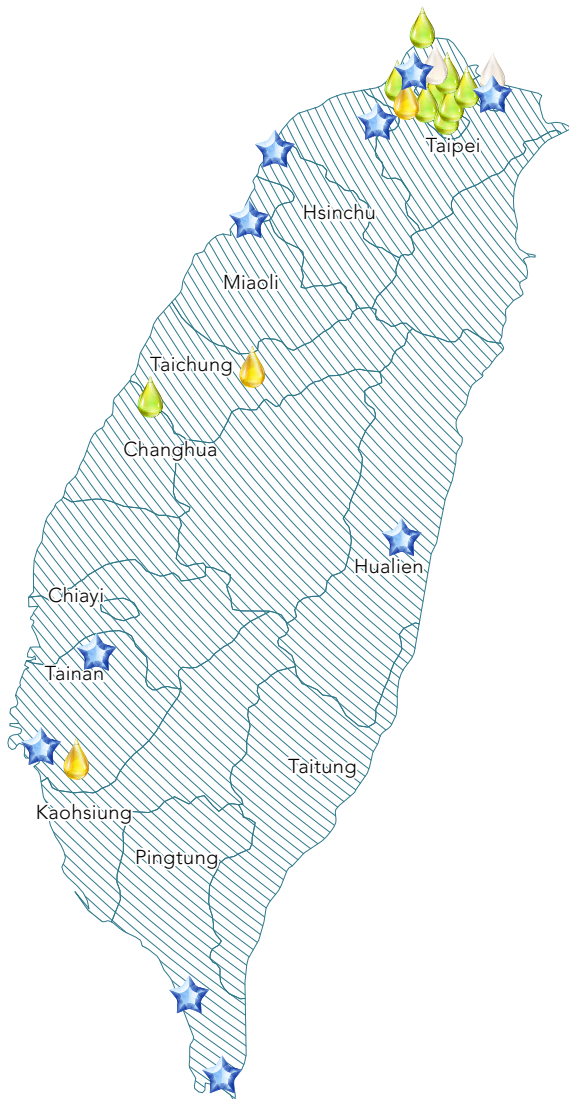 Taipei
Hsinchu
Miaoli
Taichung
Changhua
Hualien
Chiayi
Tainan
Taitung
Kaohsiung
Pingtung